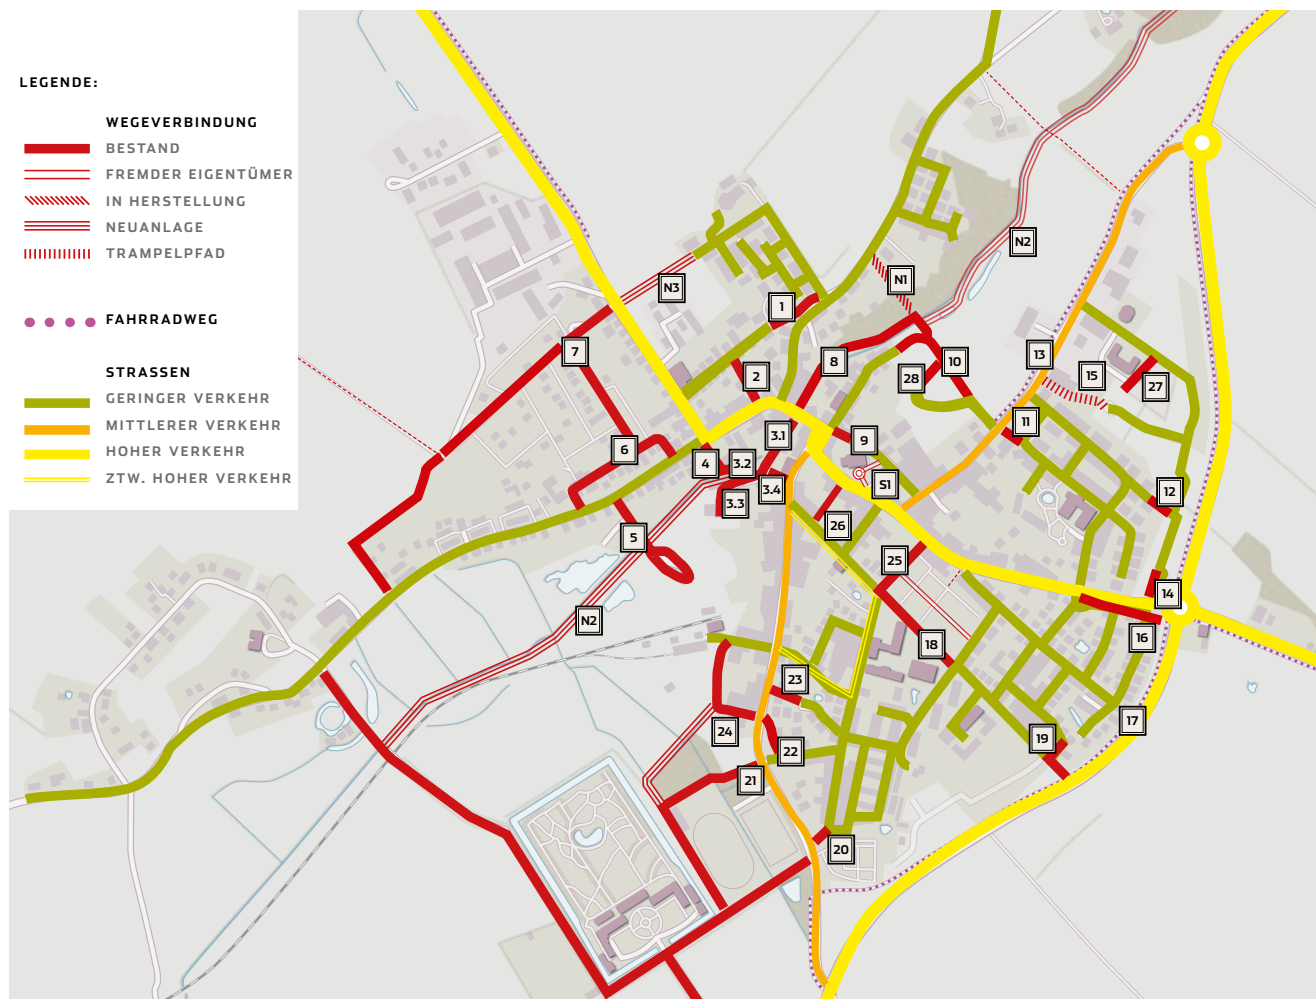 LEGENDE:
WEGEVERBINDUNG
BESTAND
FREMDER EIGENTÜMER
IN HERSTELLUNG
NEUANLAGE
TRAMPELPFAD
FAHRRADWEG
STRASSEN
GERINGER VERKEHR
MITTLERER VERKEHR
HOHER VERKEHR
ZTW. HOHER VERKEHR
N2
N1
N3
1
7
13
8
10
15
2
28
27
11
3.1
9
6
4
3.2
S1
3.4
12
3.3
26
5
25
14
N2
16
18
23
17
24
19
22
21
20